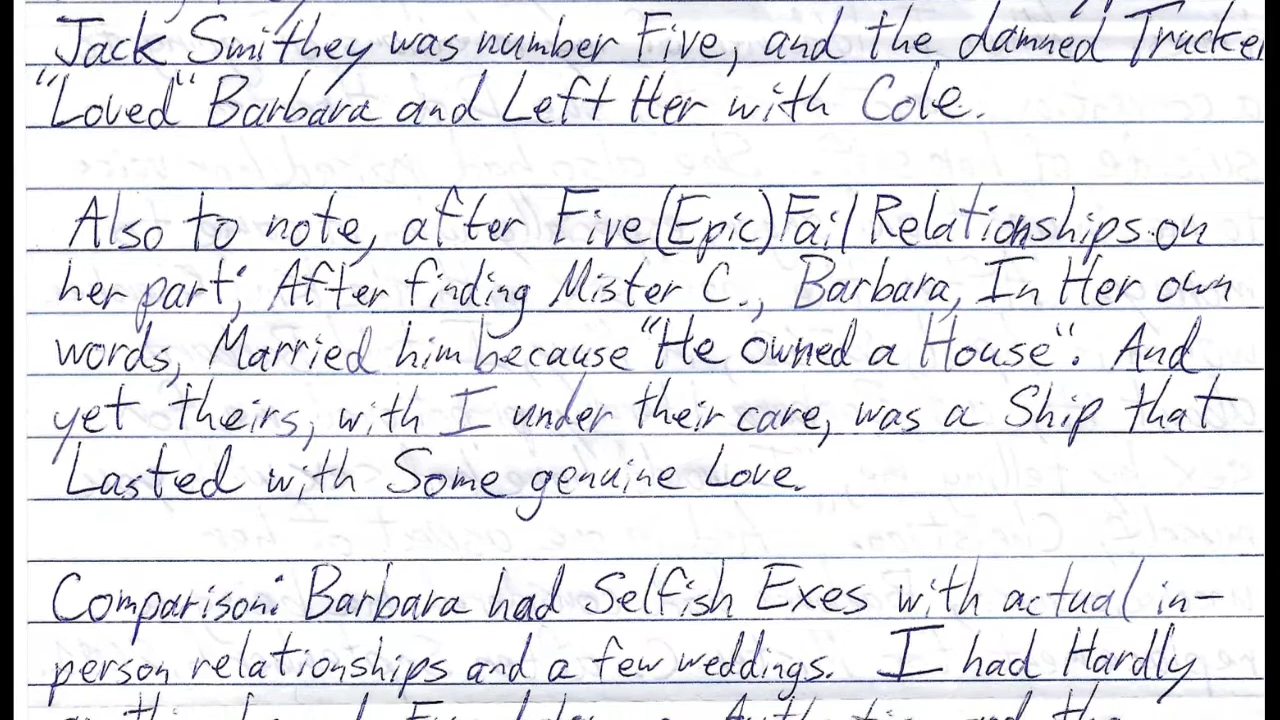 Jack Smithey was number Five, and the damned Trucker
"Loved" Barbara and Left Her with Cole.
Also to note, after Five (Epic) Fail Relationships on
her part; After finding Mister C., Barbara, In Her own
words, Married him because "He owned a House". And
yet theirs, with I under their care, was a Ship that
Lasted with Some genuine Love.
Comparison: Barbara had Selfish Exes with actual in-
person relationships and a few weddings. I had Hardly